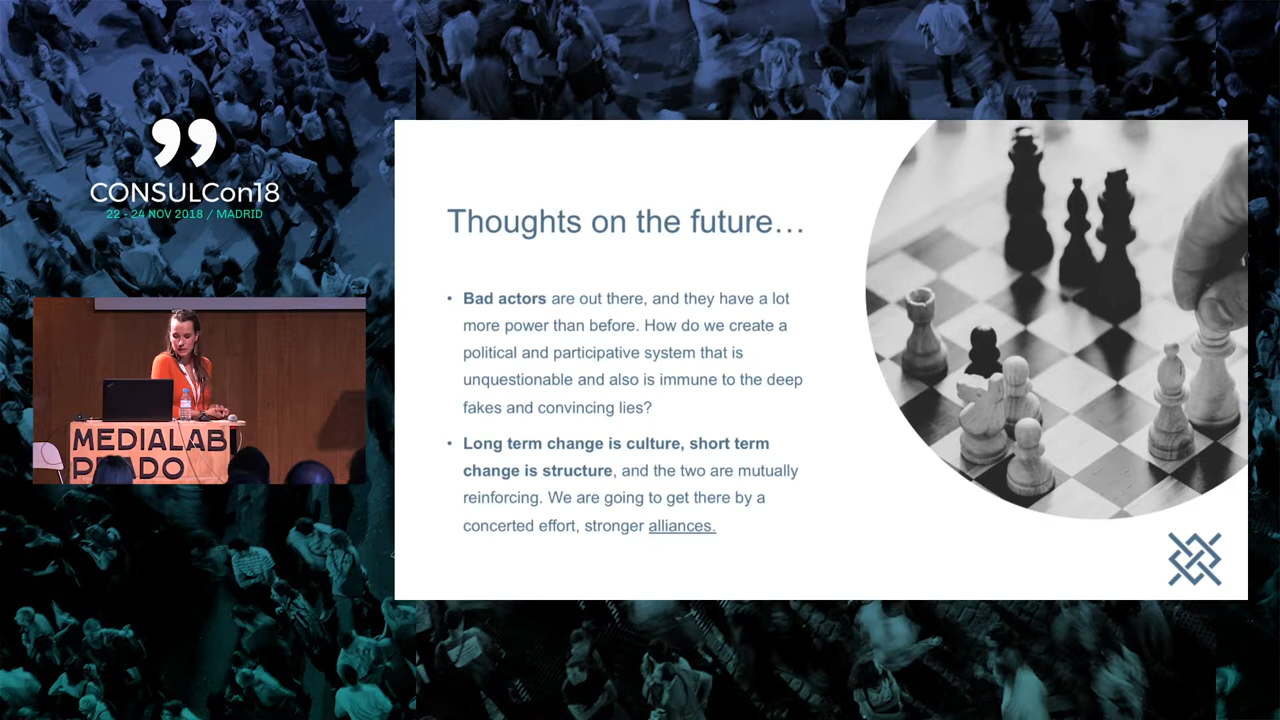 CONSULCon18
22 - 24 NOV 2018 / MADRID
MEDIALAB
PRADO
Thoughts on the future…
• Bad actors are out there, and they have a lot
more power than before. How do we create a
political and participative system that is
unquestionable and also is immune to the deep
fakes and convincing lies?
• Long term change is culture, short term
change is structure, and the two are mutually
reinforcing. We are going to get there by a
concerted effort, stronger alliances.